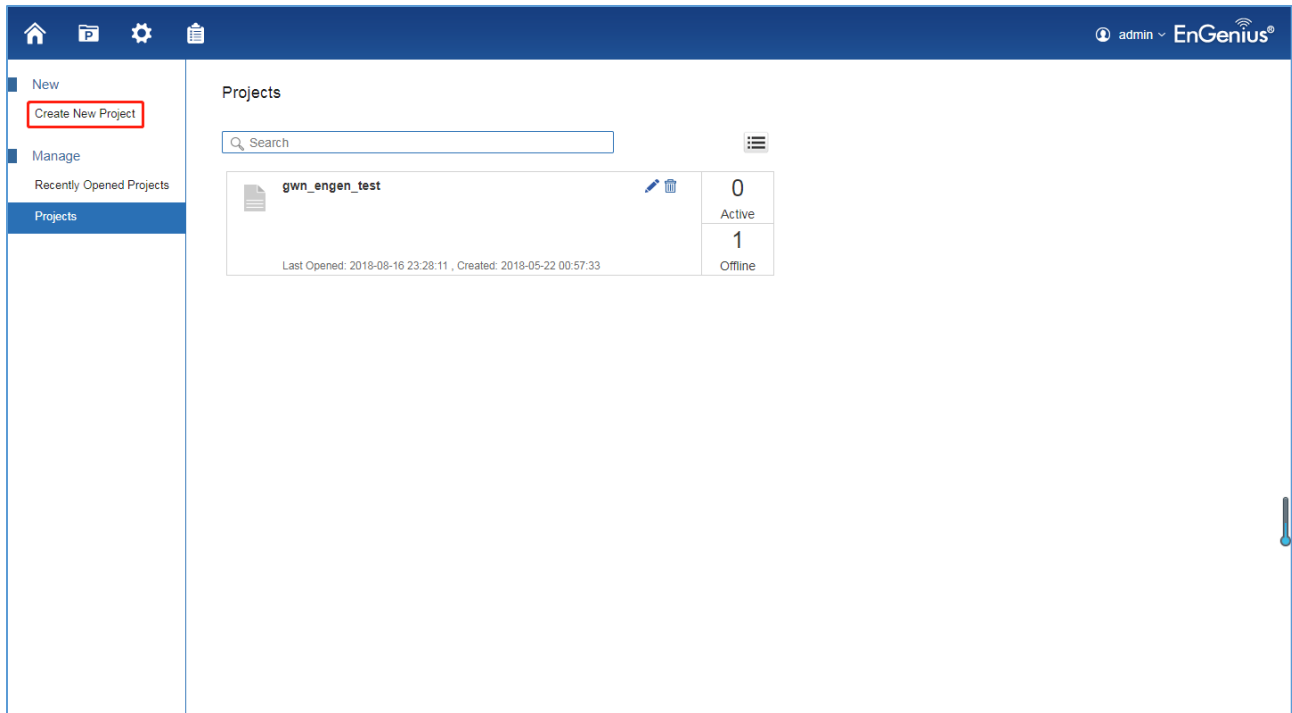 P
admin
EnGenius®
New
Create New Project
Manage
Recently Opened Projects
Projects
Projects
Search
gwn_engen_test
Last Opened: 2018-08-16 23:28:11 , Created: 2018-05-22 00:57:33
0
Active
1
Offline